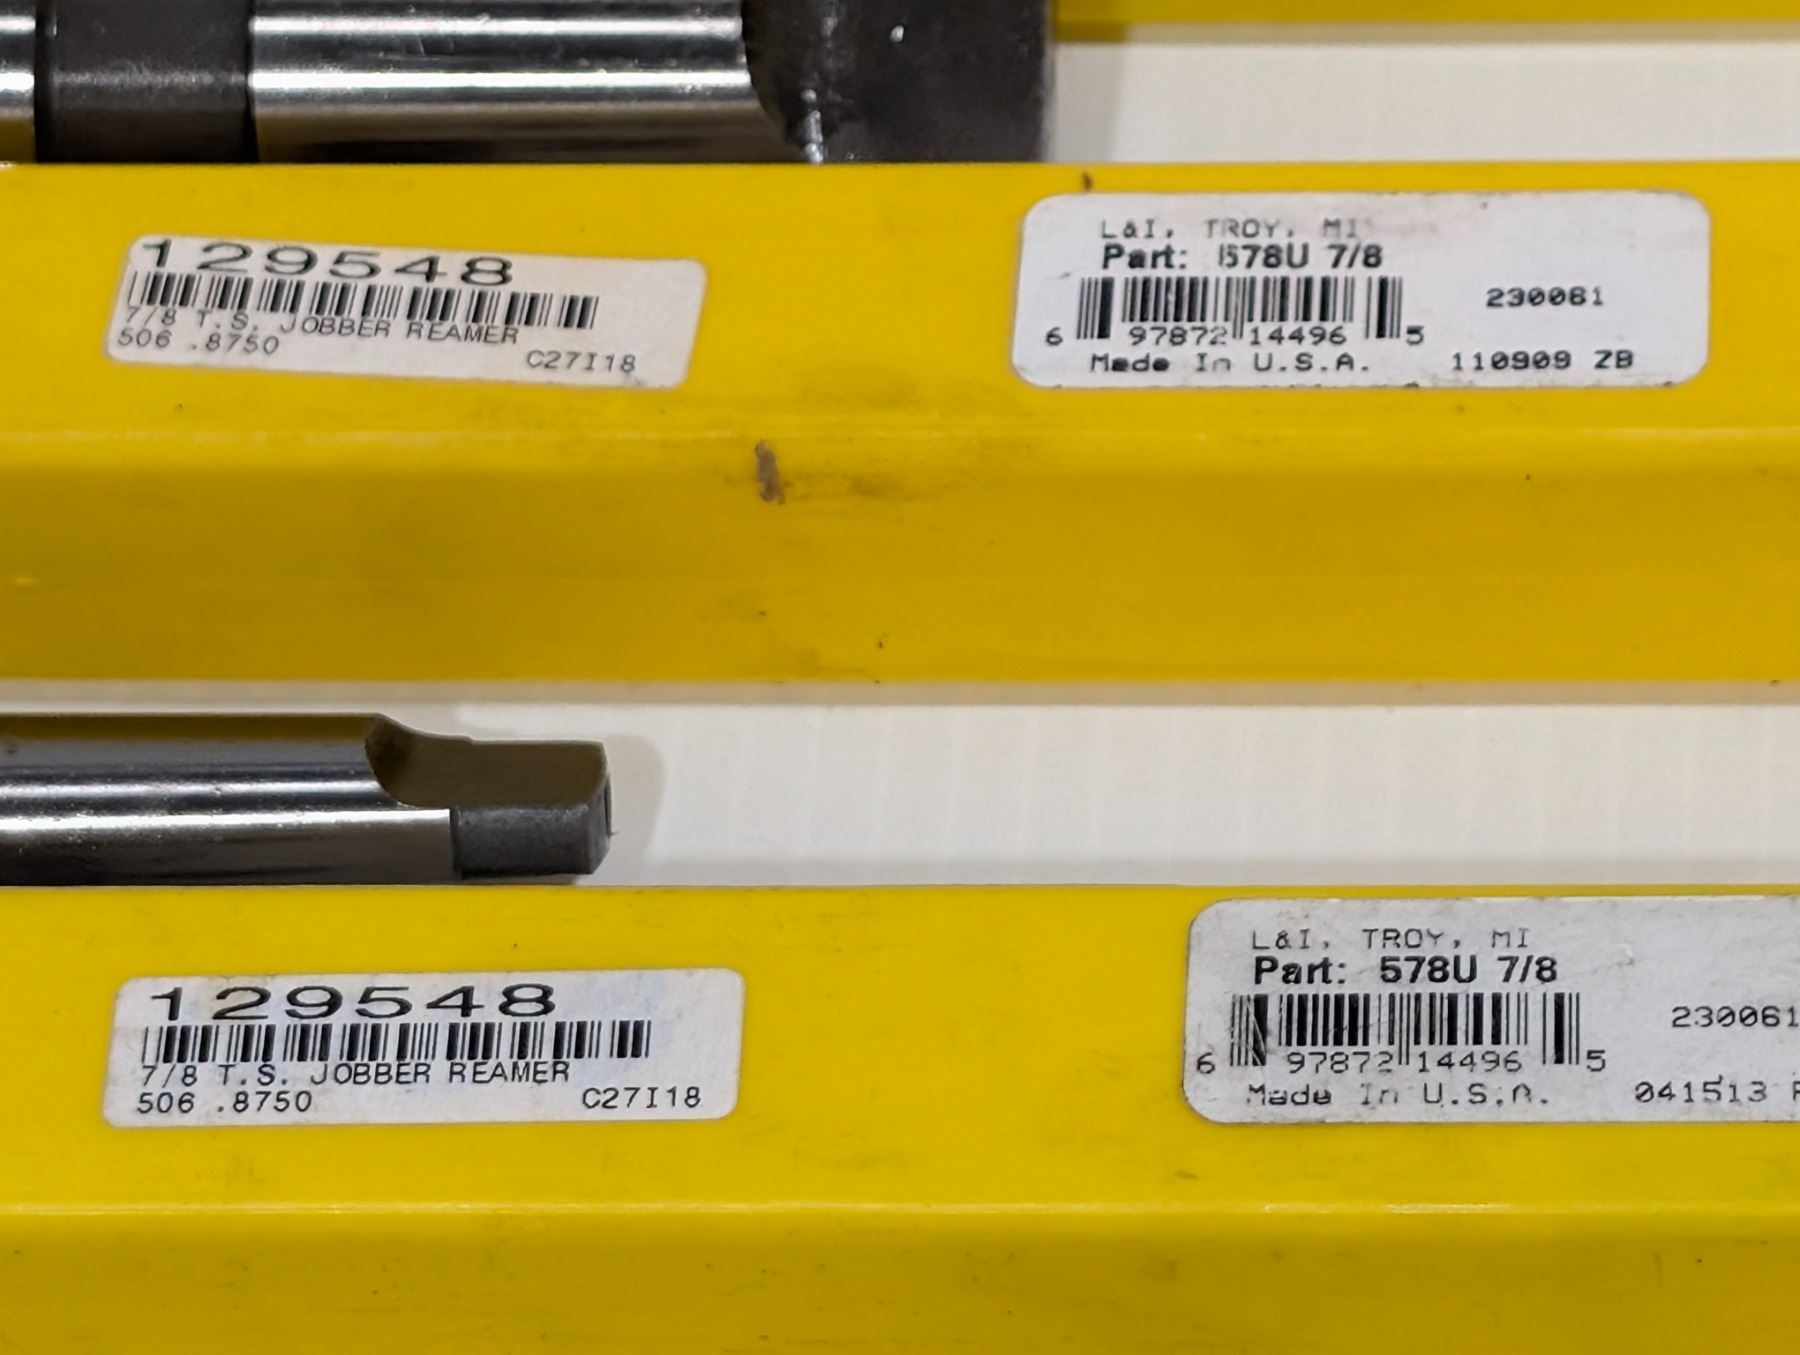 129548
7/8 T.S. JOBBER REAMER
506 .8750
C27I18
L&I, TROY, MI
Part: 578U 7/8
230061
6 97872 14496 5
Made In U.S.A.
110909 ZB
129548
7/8 T.S. JOBBER REAMER
506 .8750
C27I18
L&I, TROY, MI
Part: 578U 7/8
230061
6 97872 14496 5
Made In U.S.A.
041513